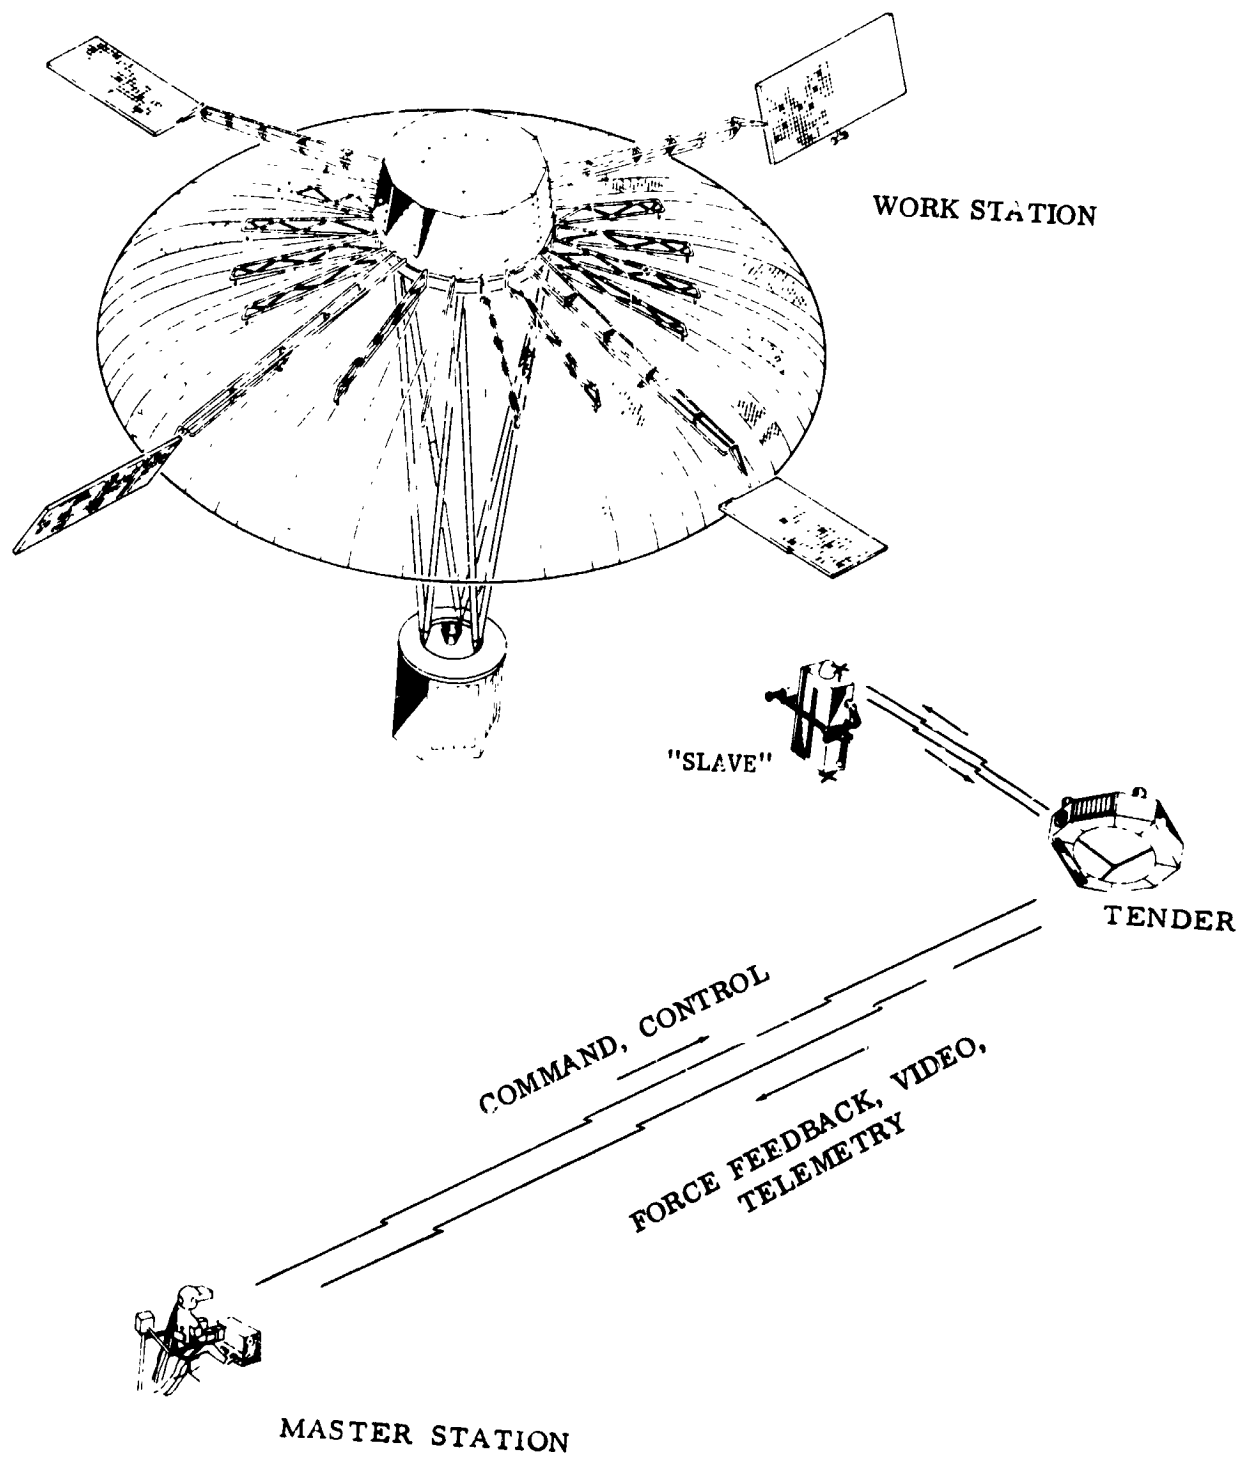 WORK STATION
"SLAVE"
TENDER
COMMAND, CONTROL
FORCE FEEDBACK, VIDEO,
TELEMETRY
MASTER STATION